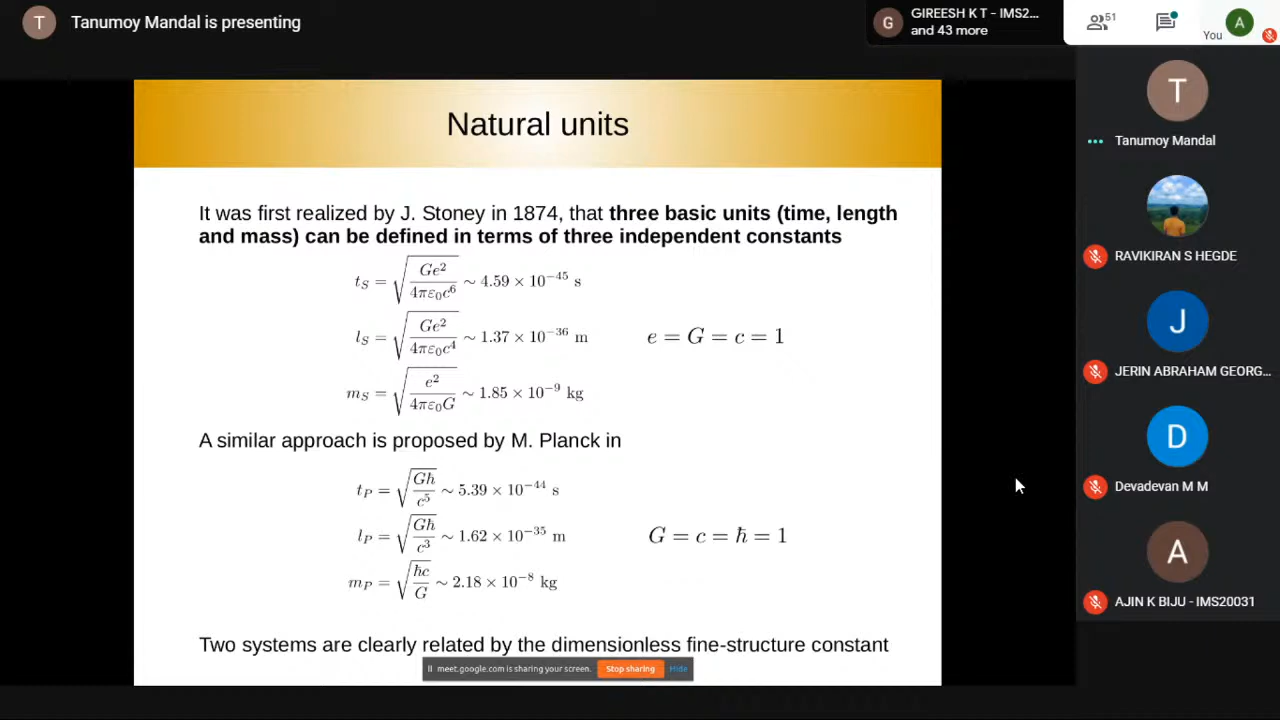 T Tanumoy Mandal is presenting
G GIREESH K T - IMS2...
and 43 more
51
You A
Natural units
It was first realized by J. Stoney in 1874, that three basic units (time, length
and mass) can be defined in terms of three independent constants
t_S = √(Ge²/4πε₀c⁶) ~ 4.59 × 10⁻⁴⁵ s
l_S = √(Ge²/4πε₀c⁴) ~ 1.37 × 10⁻³⁶ m
e = G = c = 1
m_S = √(e²/4πε₀G) ~ 1.85 × 10⁻⁹ kg
A similar approach is proposed by M. Planck in
t_P = √(Għ/c⁵) ~ 5.39 × 10⁻⁴⁴ s
l_P = √(Għ/c³) ~ 1.62 × 10⁻³⁵ m
G = c = ħ = 1
m_P = √(ħc/G) ~ 2.18 × 10⁻⁸ kg
Two systems are clearly related by the dimensionless fine-structure constant
meet.google.com is sharing your screen. Stop sharing Hide
T
Tanumoy Mandal
RAVIKIRAN S HEGDE
J
JERIN ABRAHAM GEORG...
D
Devadevan M M
A
AJIN K BIJU - IMS20031